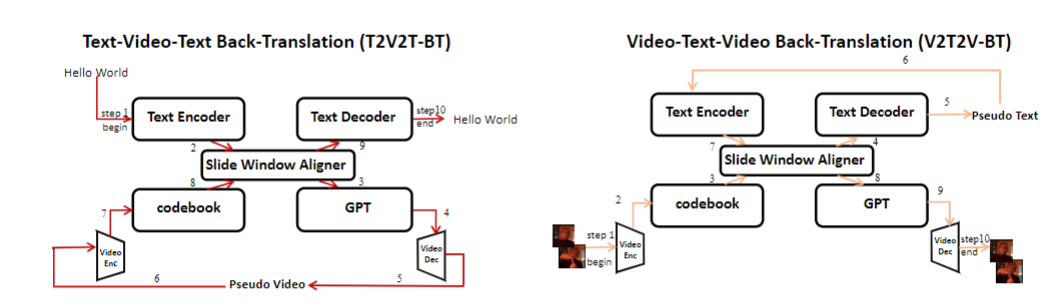 Text-Video-Text Back-Translation (T2V2T-BT)
Hello World
step 1
begin
Text Encoder
Text Decoder
step10
end
Hello World
2
9
Slide Window Aligner
8
3
codebook
GPT
7
4
Video
Enc
Video
Dec
6
5
Pseudo Video
Video-Text-Video Back-Translation (V2T2V-BT)
6
Text Encoder
Text Decoder
5
Pseudo Text
7
4
Slide Window Aligner
3
8
2
codebook
GPT
9
step 1
begin
Video
Enc
Video
Dec
step10
end